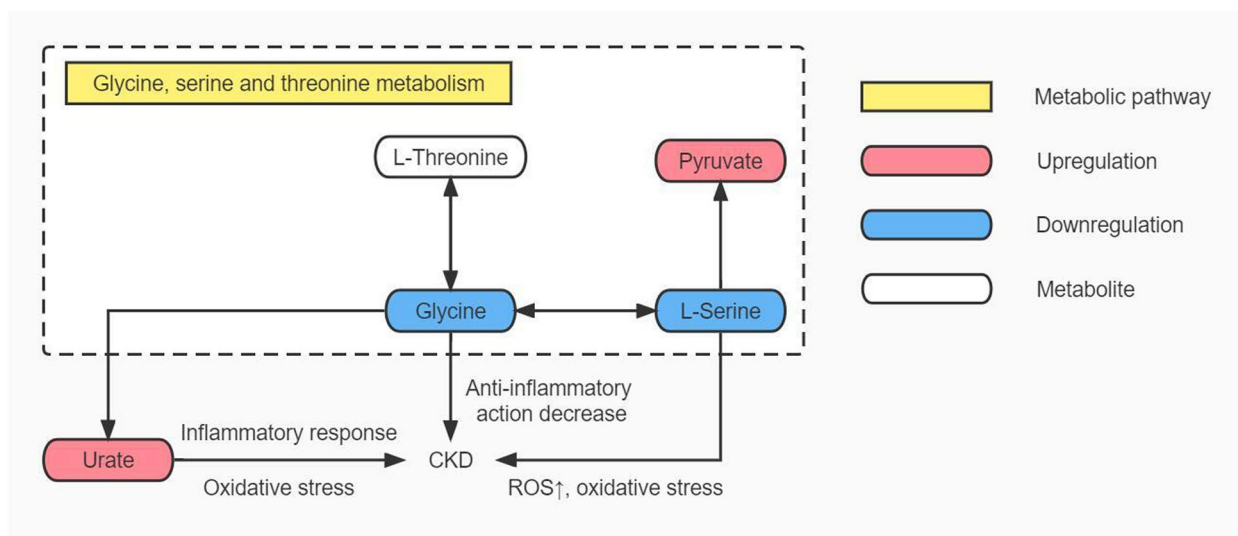 Glycine, serine and threonine metabolism
Metabolic pathway
L-Threonine
Pyruvate
Upregulation
Downregulation
Metabolite
Glycine
L-Serine
Anti-inflammatory
action decrease
Inflammatory response
Urate
CKD
Oxidative stress
ROS↑, oxidative stress